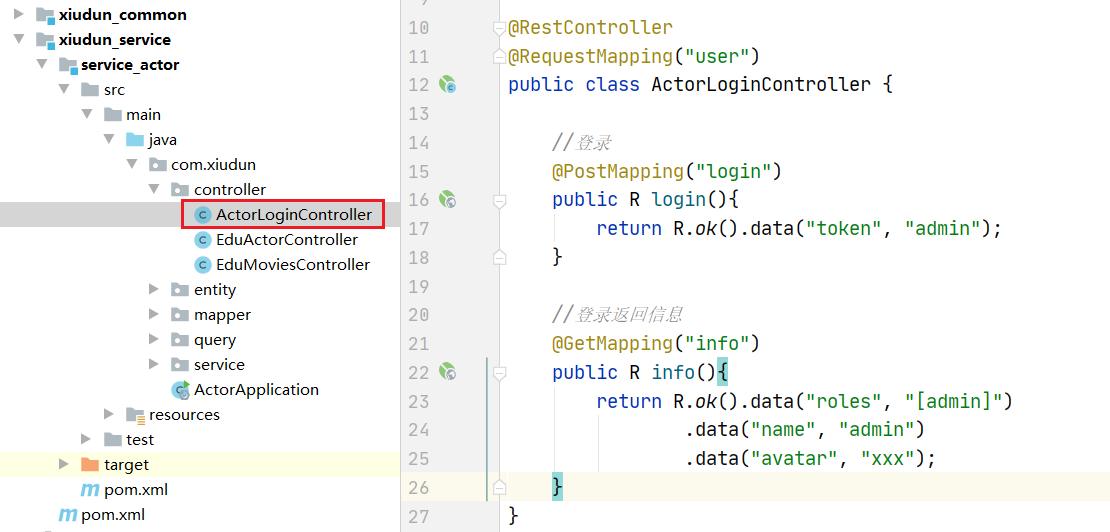 xiudun_common
xiudun_service
service_actor
src
main
java
com.xiudun
controller
ActorLoginController
EduActorController
EduMoviesController
entity
mapper
query
service
ActorApplication
resources
test
target
pom.xml
pom.xml
10 @RestController
11 @RequestMapping("user")
12 public class ActorLoginController {
13
14 //登录
15 @PostMapping("login")
16 public R login(){
17 return R.ok().data("token", "admin");
18 }
19
20 //登录返回信息
21 @GetMapping("info")
22 public R info(){
23 return R.ok().data("roles", "[admin]")
24 .data("name", "admin")
25 .data("avatar", "xxx");
26 }
27 }